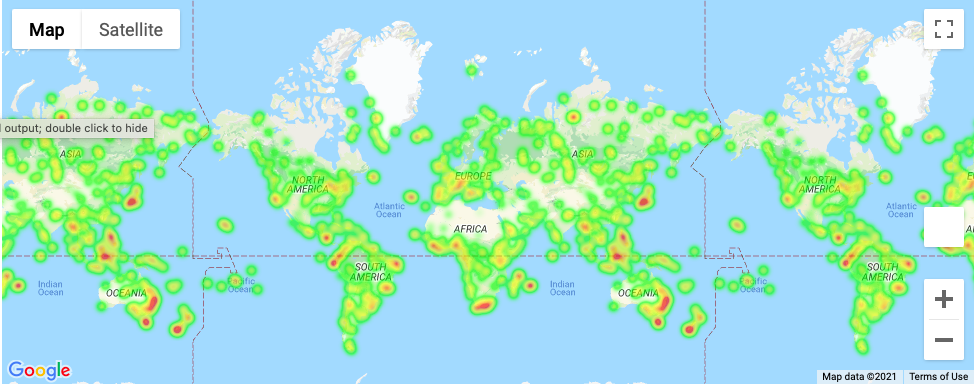 Map Satellite
l output; double click to hide
ASIA
NORTH
AMERICA
EUROPE
ASIA
NORTH
AMERICA
Atlantic
Ocean
AFRICA
Atlantic
Ocean
SOUTH
AMERICA
SOUTH
AMERICA
Indian
Ocean
OCEANIA
Pacific
Ocean
Indian
Ocean
OCEANIA
Pacific
Ocean
Google
Map data ©2021 Terms of Use